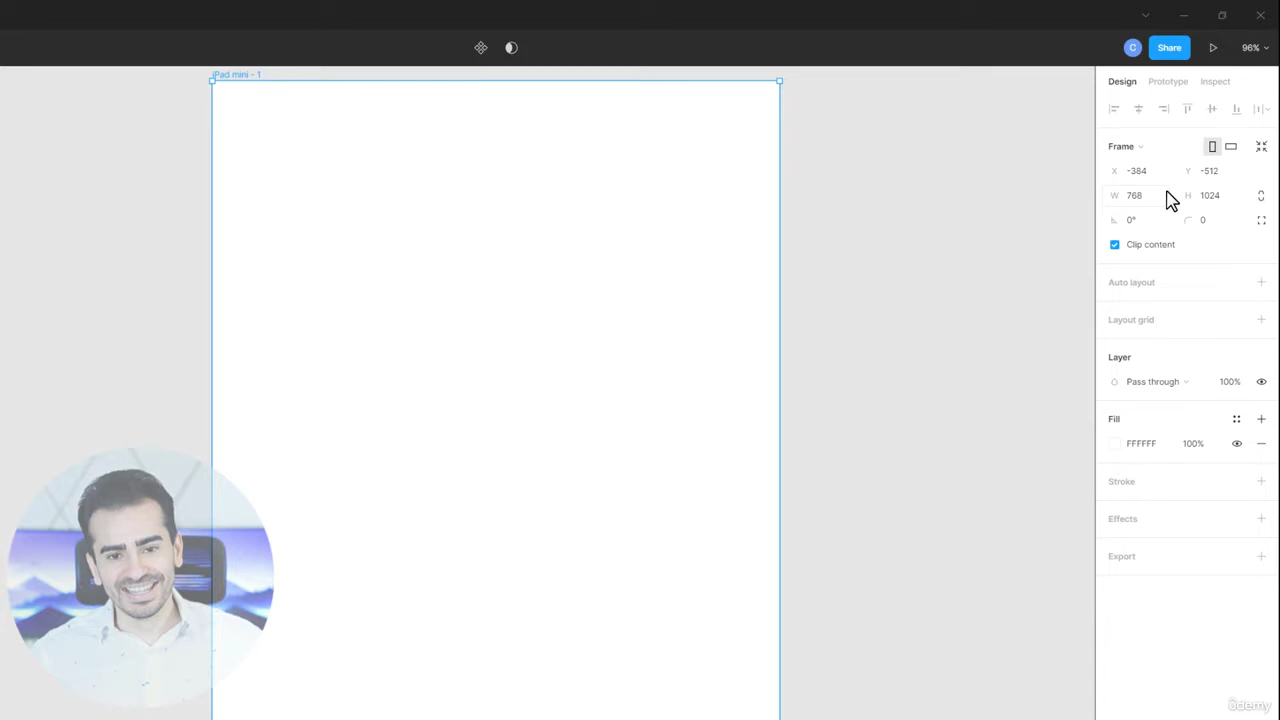 C Share 96%
iPad mini - 1
Design Prototype Inspect
Frame
X -384 Y -512
W 768 H 1024
0° 0
Clip content
Auto layout
Layout grid
Layer
Pass through 100%
Fill
FFFFFF 100%
Stroke
Effects
Export
ûdemy